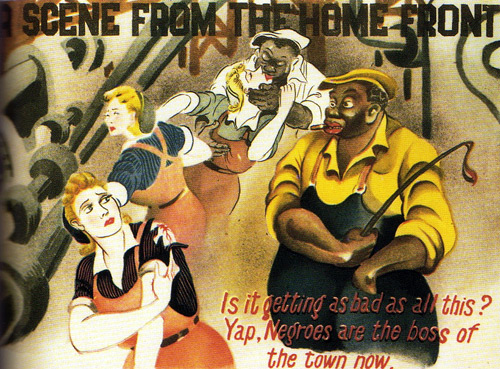 A SCENE FROM THE HOME FRONT
Is it getting as bad as all this?
Yap, Negroes are the boss of
the town now.